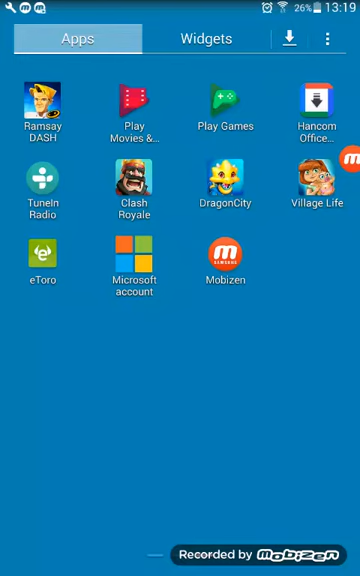 26% 13:19
Apps Widgets
Ramsay DASH
Play Movies &...
Play Games
Hancom Office...
TuneIn Radio
Clash Royale
DragonCity
Village Life
eToro
Microsoft account
SAMSUNG
Mobizen
Recorded by mobizen